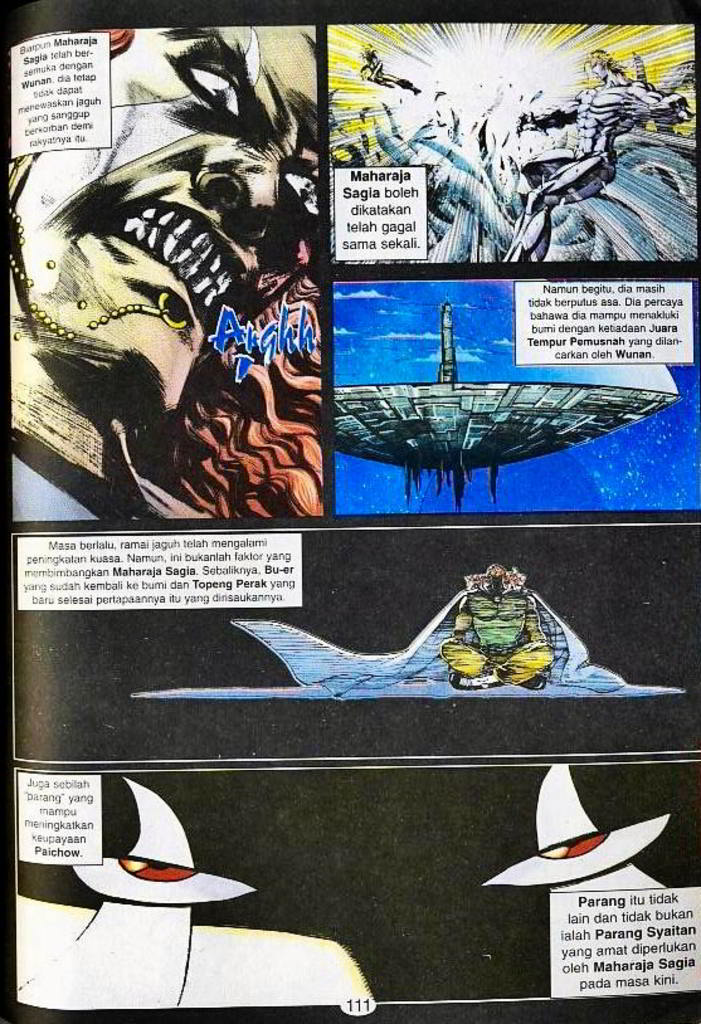 Biarpun Maharaja
Sagia telah ber-
semuka dengan
Wunan, dia tetap
tidak dapat
menewaskan jaguh
yang sanggup
berkorban demi
rakyatnya itu.
Maharaja
Sagia boleh
dikatakan
telah gagal
sama sekali.
Arghh
Namun begitu, dia masih
tidak berputus asa. Dia percaya
bahawa dia mampu menakluki
bumi dengan ketiadaan Juara
Tempur Pemusnah yang dilan-
carkan oleh Wunan.
Masa berlalu, ramai jaguh telah mengalami
peningkatan kuasa. Namun, ini bukanlah faktor yang
membimbangkan Maharaja Sagia. Sebaliknya, Bu-er
yang sudah kembali ke bumi dan Topeng Perak yang
baru selesai pertapaannya itu yang dirisaukannya.
Juga sebilah
"parang" yang
mampu
meningkatkan
keupayaan
Paichow.
Parang itu tidak
lain dan tidak bukan
ialah Parang Syaitan
yang amat diperlukan
oleh Maharaja Sagia
pada masa kini.
111